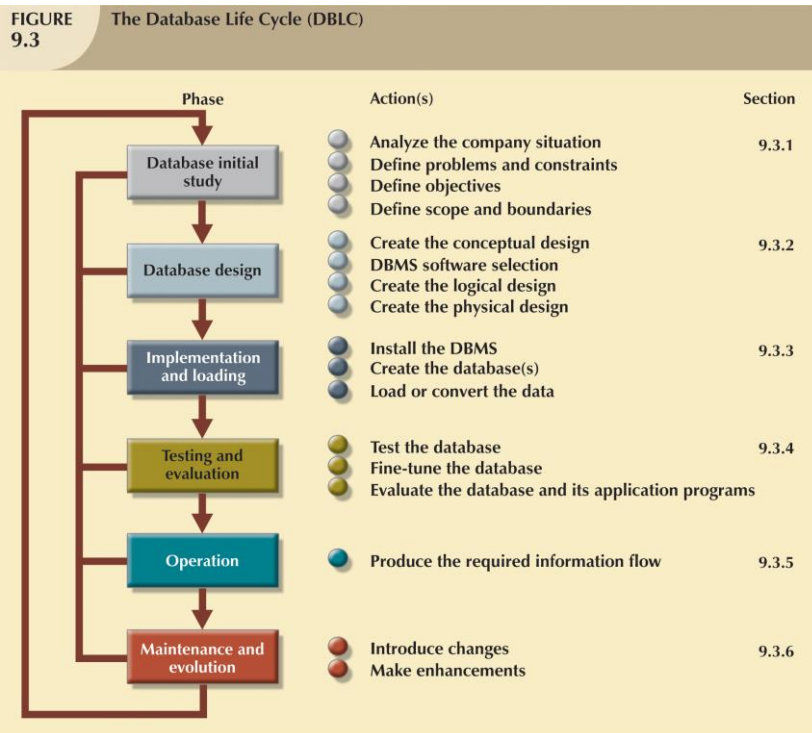 FIGURE 9.3
The Database Life Cycle (DBLC)
Phase
Action(s)
Section
Database initial
study
Analyze the company situation
9.3.1
Define problems and constraints
Define objectives
Define scope and boundaries
Database design
Create the conceptual design
9.3.2
DBMS software selection
Create the logical design
Create the physical design
Implementation
and loading
Install the DBMS
9.3.3
Create the database(s)
Load or convert the data
Testing and
evaluation
Test the database
9.3.4
Fine-tune the database
Evaluate the database and its application programs
Operation
Produce the required information flow
9.3.5
Maintenance and
evolution
Introduce changes
9.3.6
Make enhancements